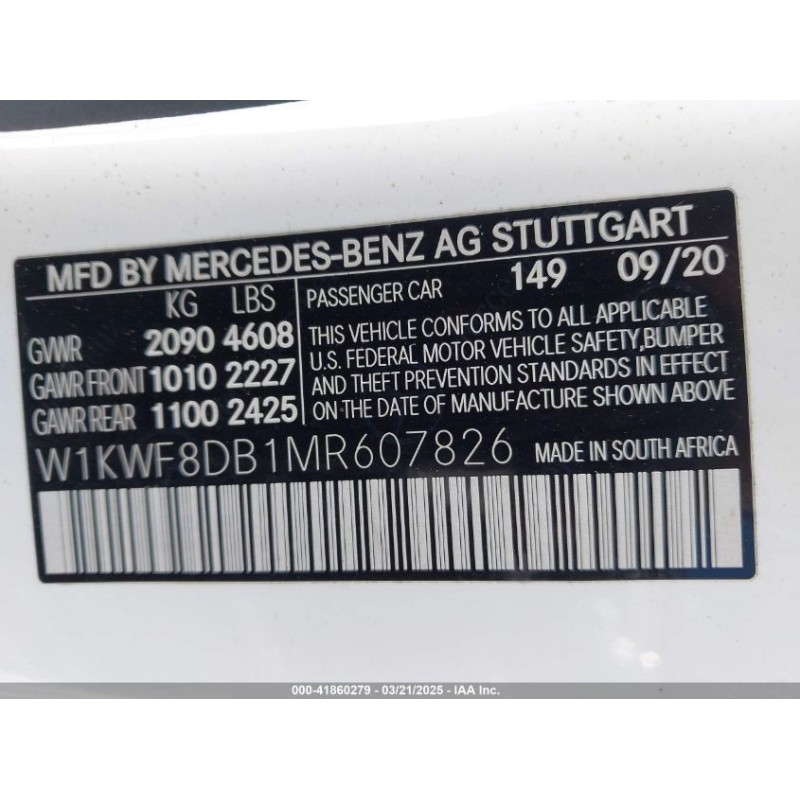 MFD BY MERCEDES-BENZ AG STUTTGART
KG LBS
GVWR 2090 4608
GAWR FRONT 1010 2227
GAWR REAR 1100 2425
PASSENGER CAR 149 09/20
THIS VEHICLE CONFORMS TO ALL APPLICABLE
U.S. FEDERAL MOTOR VEHICLE SAFETY,BUMPER
AND THEFT PREVENTION STANDARDS IN EFFECT
ON THE DATE OF MANUFACTURE SHOWN ABOVE
W1KWF8DB1MR607826 MADE IN SOUTH AFRICA
000-41860279 - 03/21/2025 - IAA Inc.